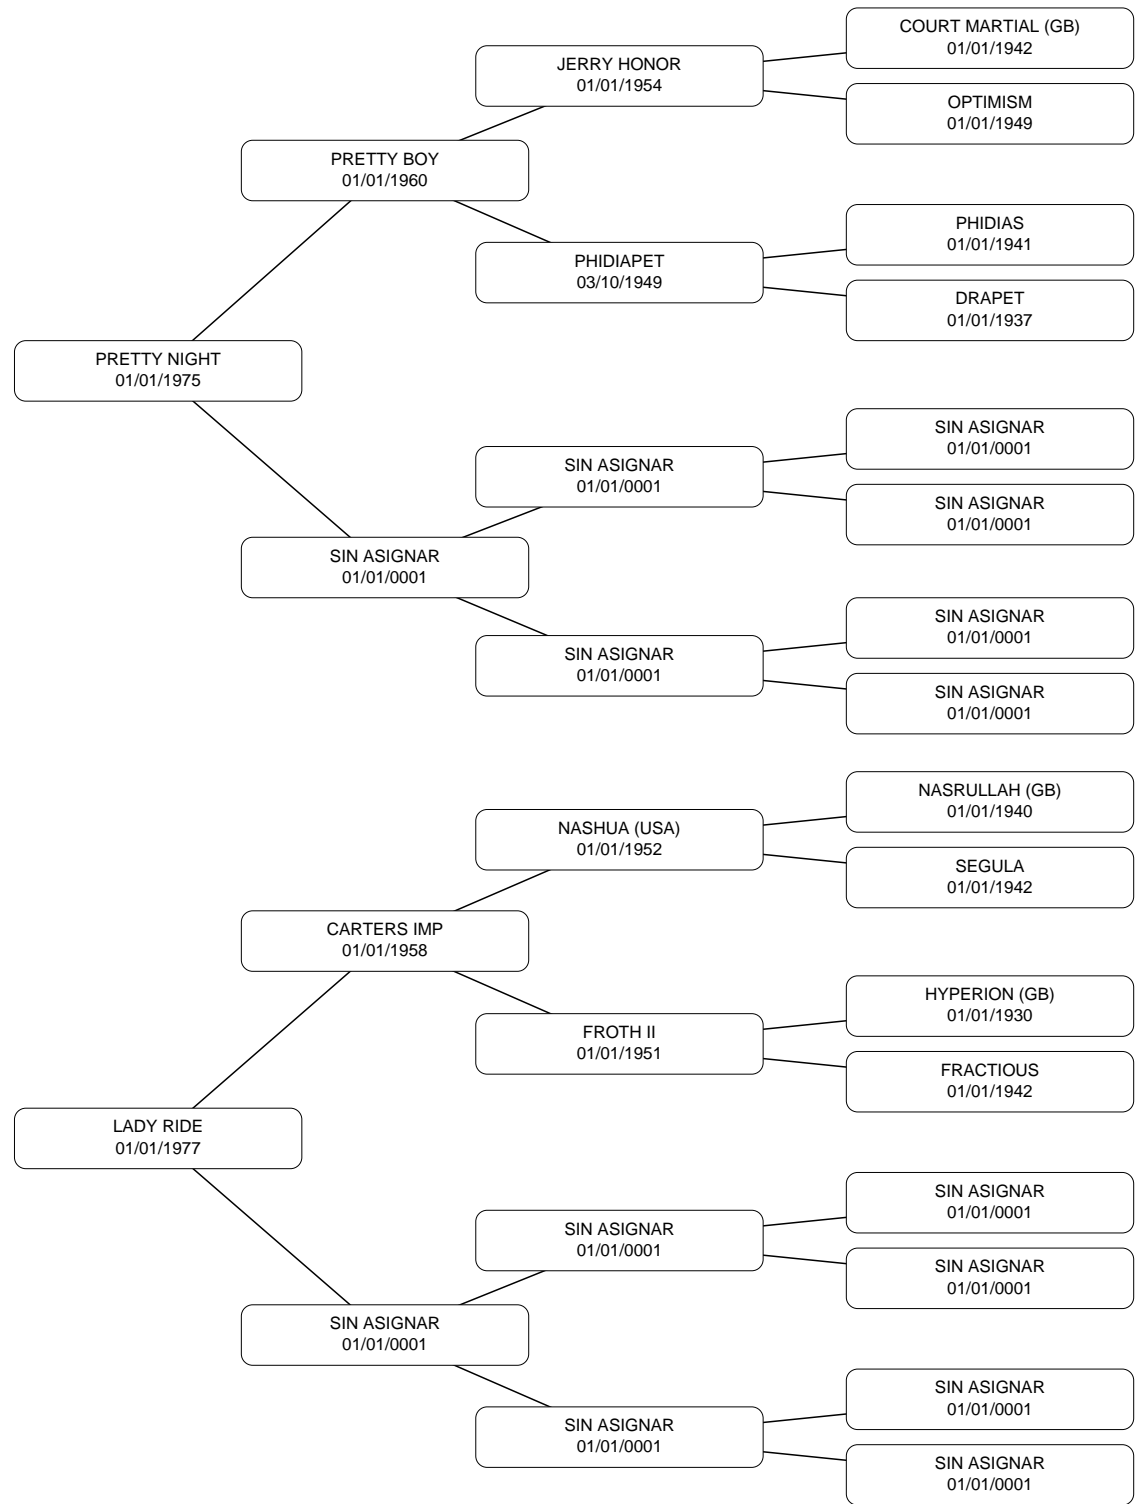 COURT MARTIAL (GB)
01/01/1942
JERRY HONOR
01/01/1954
OPTIMISM
01/01/1949
PRETTY BOY
01/01/1960
PHIDIAS
01/01/1941
PHIDIAPET
03/10/1949
DRAPET
01/01/1937
PRETTY NIGHT
01/01/1975
SIN ASIGNAR
01/01/0001
SIN ASIGNAR
01/01/0001
SIN ASIGNAR
01/01/0001
SIN ASIGNAR
01/01/0001
SIN ASIGNAR
01/01/0001
SIN ASIGNAR
01/01/0001
SIN ASIGNAR
01/01/0001
NASRULLAH (GB)
01/01/1940
NASHUA (USA)
01/01/1952
SEGULA
01/01/1942
CARTERS IMP
01/01/1958
HYPERION (GB)
01/01/1930
FROTH II
01/01/1951
FRACTIOUS
01/01/1942
LADY RIDE
01/01/1977
SIN ASIGNAR
01/01/0001
SIN ASIGNAR
01/01/0001
SIN ASIGNAR
01/01/0001
SIN ASIGNAR
01/01/0001
SIN ASIGNAR
01/01/0001
SIN ASIGNAR
01/01/0001
SIN ASIGNAR
01/01/0001